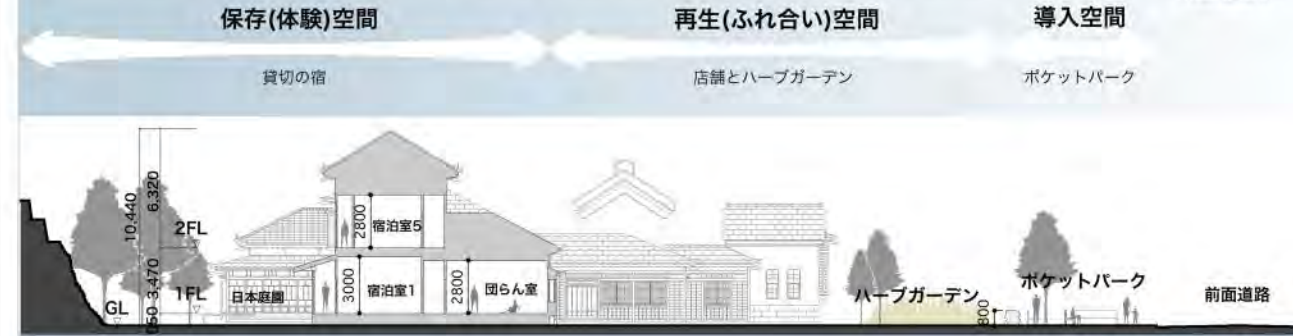 保存(体験)空間
再生(ふれ合い)空間
導入空間
貸切の宿
店舗とハーブガーデン
ポケットパーク
10.440
6.320
2FL
3.470
1FL
GL
650
日本庭園
2800
宿泊室5
3000
宿泊室1
2800
団らん室
ハーブガーデン
800
ポケットパーク
前面道路